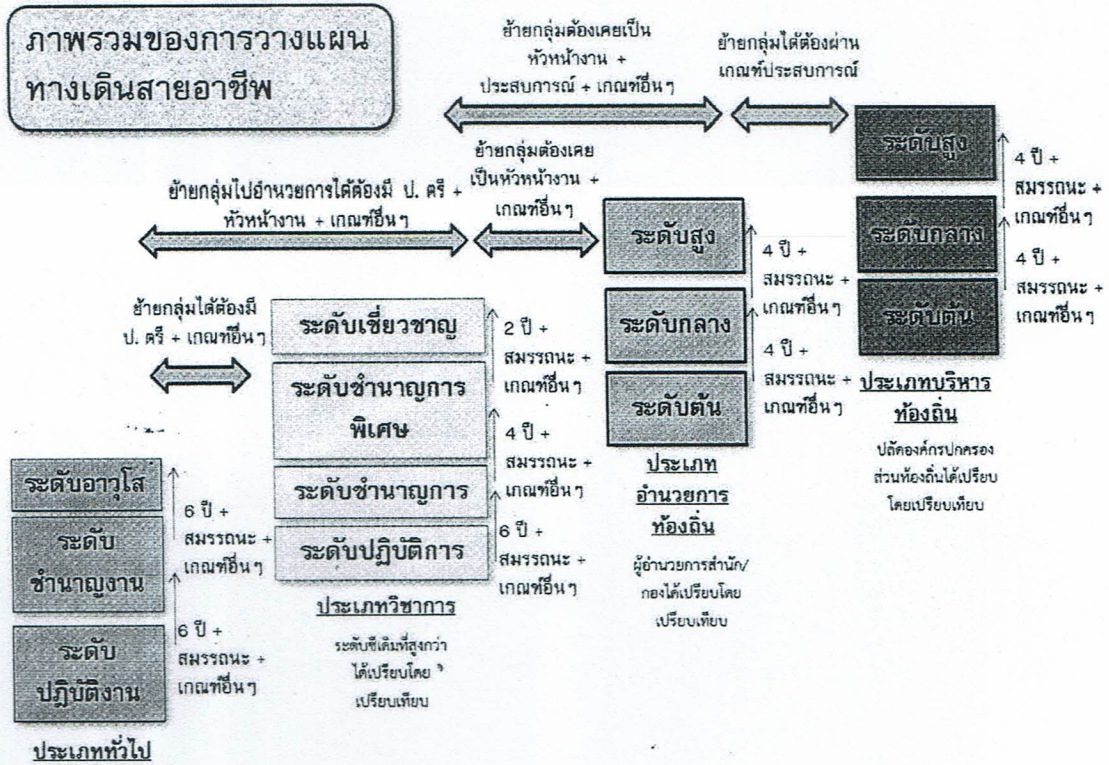 ภาพรวมของการวางแผน
ทางเดินสายอาชีพ
ย้ายกลุ่มต้องเคยเป็น
หัวหน้างาน +
ประสบการณ์ + เกณฑ์อื่นๆ
ย้ายกลุ่มได้ต้องผ่าน
เกณฑ์ประสบการณ์
ย้ายกลุ่มไปอำนวยการได้ต้องมี ป. ตรี +
หัวหน้างาน + เกณฑ์อื่นๆ
ย้ายกลุ่มต้องเคย
เป็นหัวหน้างาน +
เกณฑ์อื่นๆ
ย้ายกลุ่มได้ต้องมี
ป. ตรี + เกณฑ์อื่นๆ
ระดับอาวุโส
ระดับ
ชำนาญงาน
ระดับ
ปฏิบัติงาน
6 ปี +
สมรรถนะ +
เกณฑ์อื่นๆ
6 ปี +
สมรรถนะ +
เกณฑ์อื่นๆ
ประเภททั่วไป
ระดับเชี่ยวชาญ
ระดับชำนาญการ
พิเศษ
ระดับชำนาญการ
ระดับปฏิบัติการ
2 ปี +
สมรรถนะ +
เกณฑ์อื่นๆ
4 ปี +
สมรรถนะ +
เกณฑ์อื่นๆ
6 ปี +
สมรรถนะ +
เกณฑ์อื่นๆ
ประเภทวิชาการ
ระดับซีเดิมที่สูงกว่า
ได้เปรียบโดย
เปรียบเทียบ
ระดับสูง
ระดับกลาง
ระดับต้น
4 ปี +
สมรรถนะ +
เกณฑ์อื่นๆ
4 ปี +
สมรรถนะ +
เกณฑ์อื่นๆ
ประเภท
อำนวยการ
ท้องถิ่น
ผู้อำนวยการสำนัก/
กองได้เปรียบโดย
เปรียบเทียบ
ระดับสูง
ระดับกลาง
ระดับต้น
4 ปี +
สมรรถนะ +
เกณฑ์อื่นๆ
4 ปี +
สมรรถนะ +
เกณฑ์อื่นๆ
ประเภทบริหาร
ท้องถิ่น
ปลัดองค์กรปกครอง
ส่วนท้องถิ่นได้เปรียบ
โดยเปรียบเทียบ